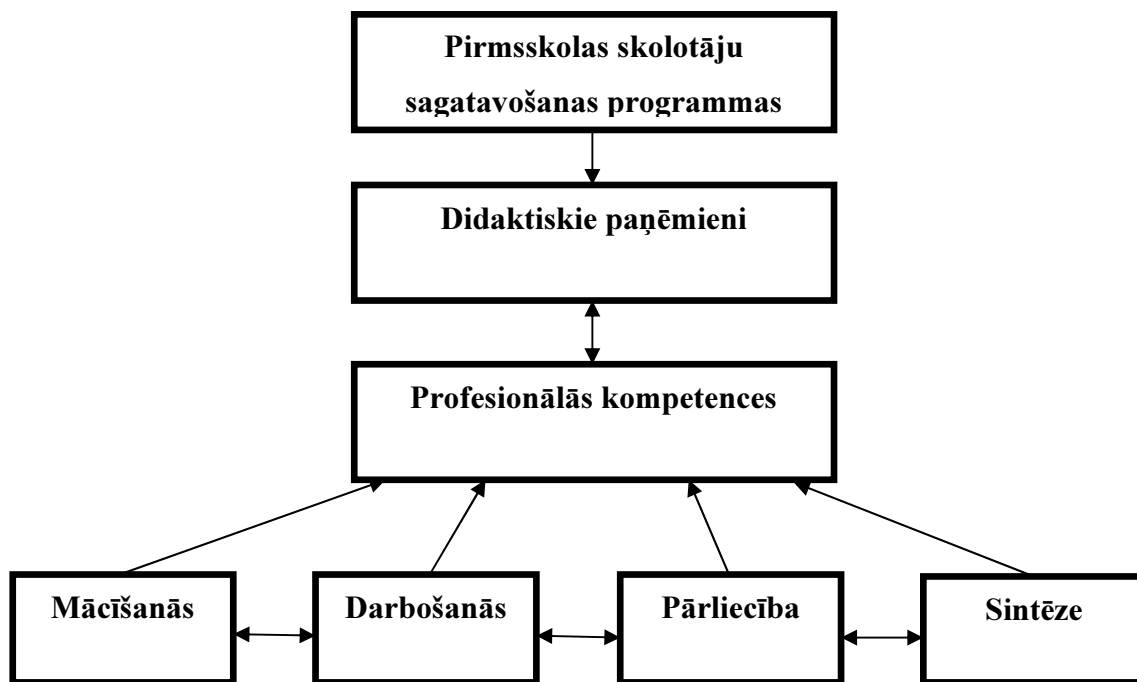 Pirmsskolas skolotāju
sagatavošanas programmas
Didaktiskie paņēmieni
Profesionālās kompetences
Mācīšanās
Darbošanās
Pārliecība
Sintēze